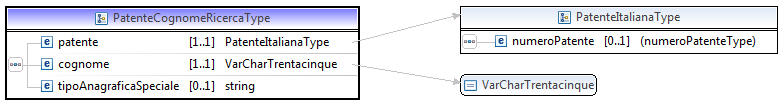 PatenteCognomeRicercaType
e patente [1..1] PatenteItalianaType
e cognome [1..1] VarCharTrentacinque
e tipoAnagraficaSpeciale [0..1] string
PatenteItalianaType
e numeroPatente [0..1] (numeroPatenteType)
VarCharTrentacinque